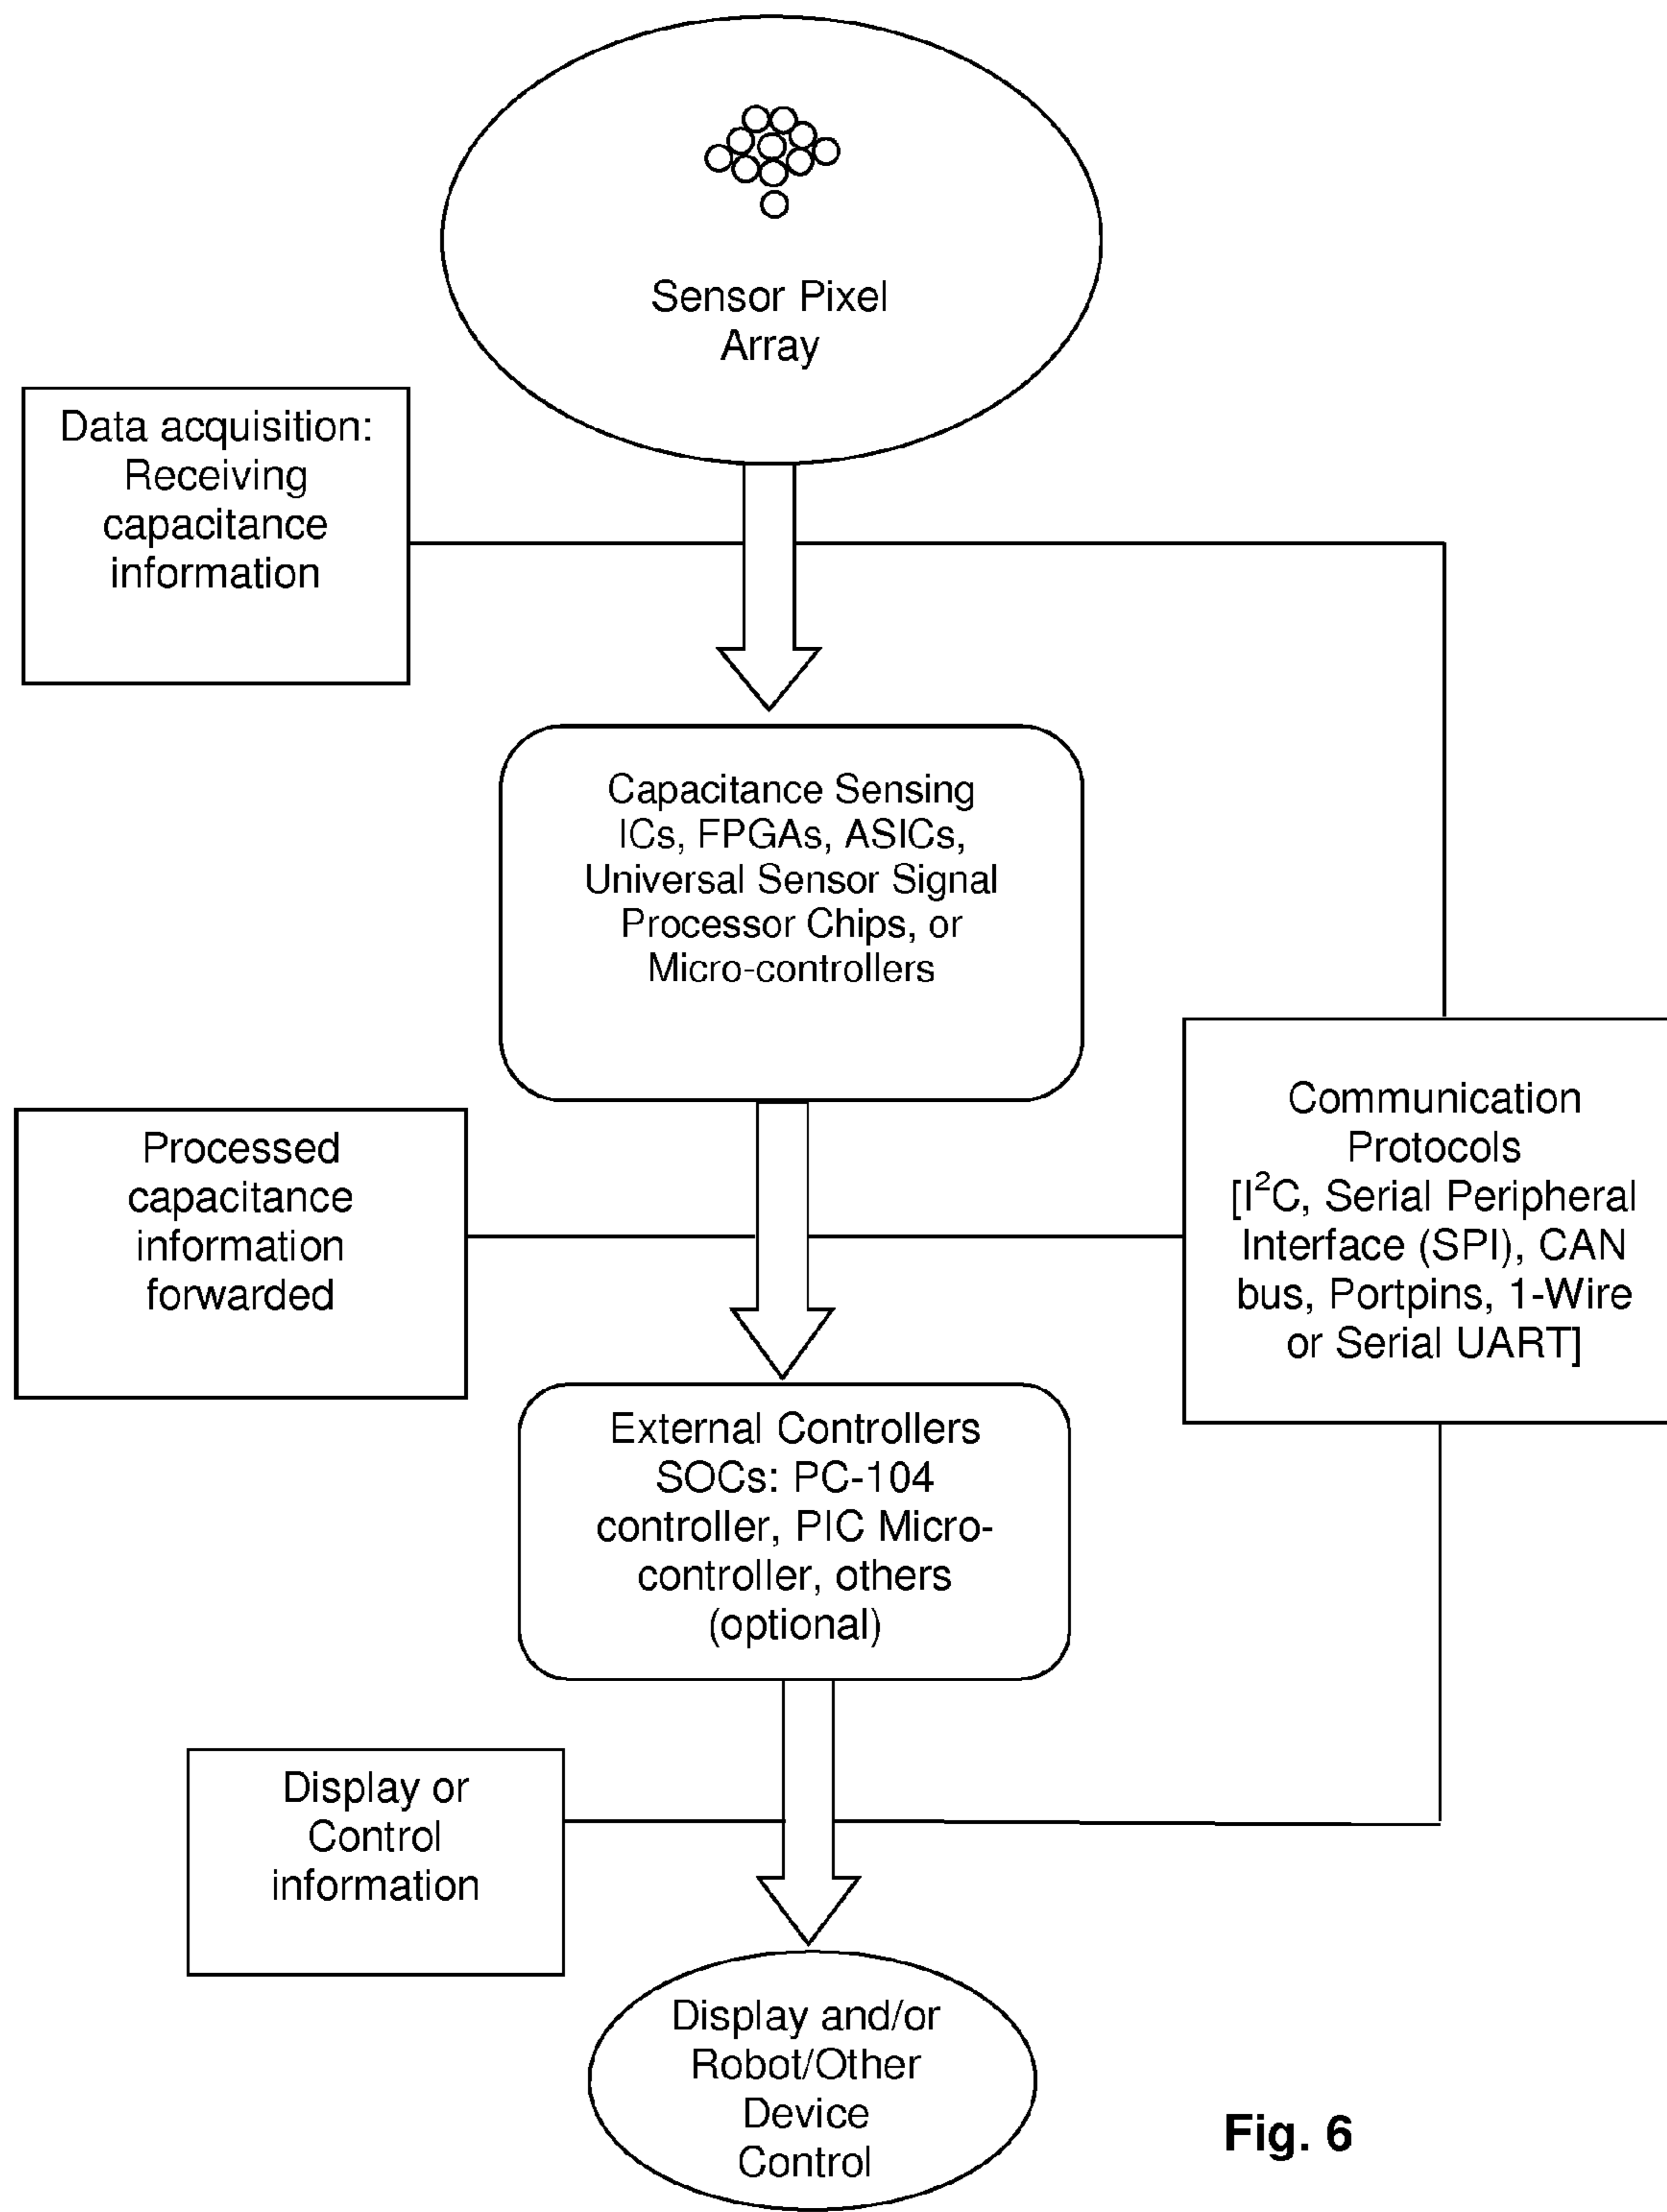 Sensor Pixel
Array
Data acquisition:
Receiving
capacitance
information
Capacitance Sensing
ICs, FPGAs, ASICs,
Universal Sensor Signal
Processor Chips, or
Micro-controllers
Processed
capacitance
information
forwarded
Communication
Protocols
[I²C, Serial Peripheral
Interface (SPI), CAN
bus, Portpins, 1-Wire
or Serial UART]
External Controllers
SOCs: PC-104
controller, PIC Micro-
controller, others
(optional)
Display or
Control
information
Display and/or
Robot/Other
Device
Control
Fig. 6